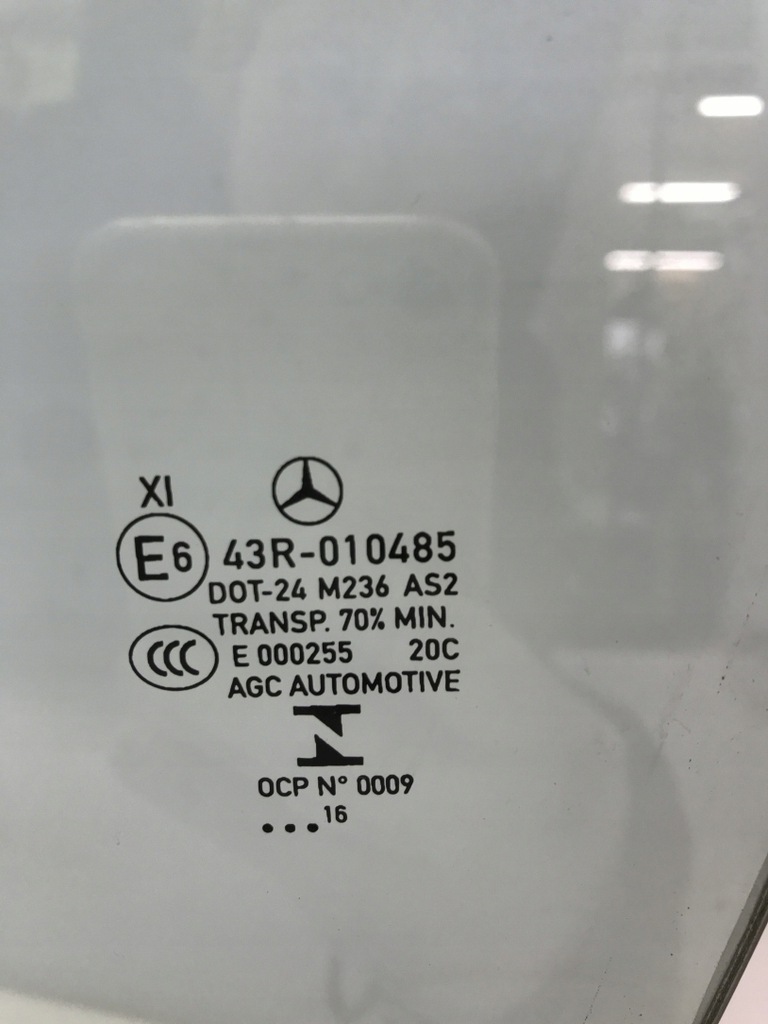 XI
E6 43R-010485
DOT-24 M236 AS2
TRANSP. 70% MIN.
CCC E 000255 20C
AGC AUTOMOTIVE
OCP N° 0009
...16